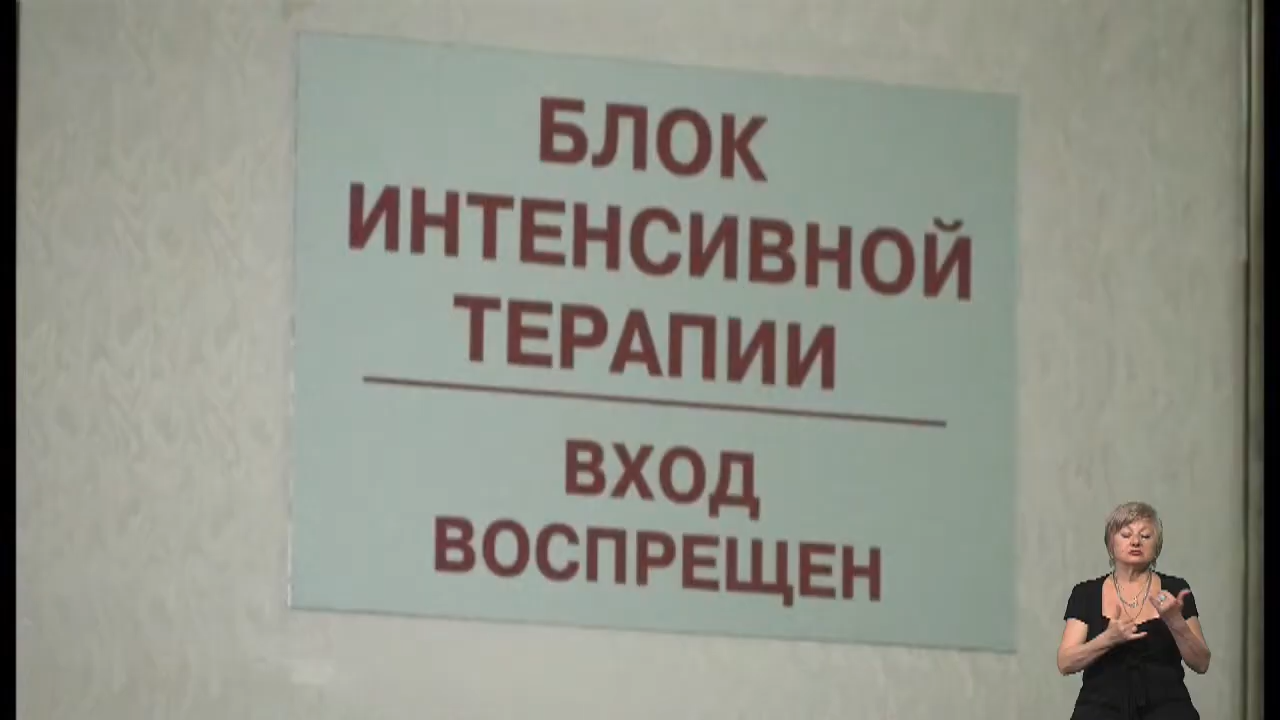 БЛОК
ИНТЕНСИВНОЙ
ТЕРАПИИ
ВХОД
ВОСПРЕЩЕН